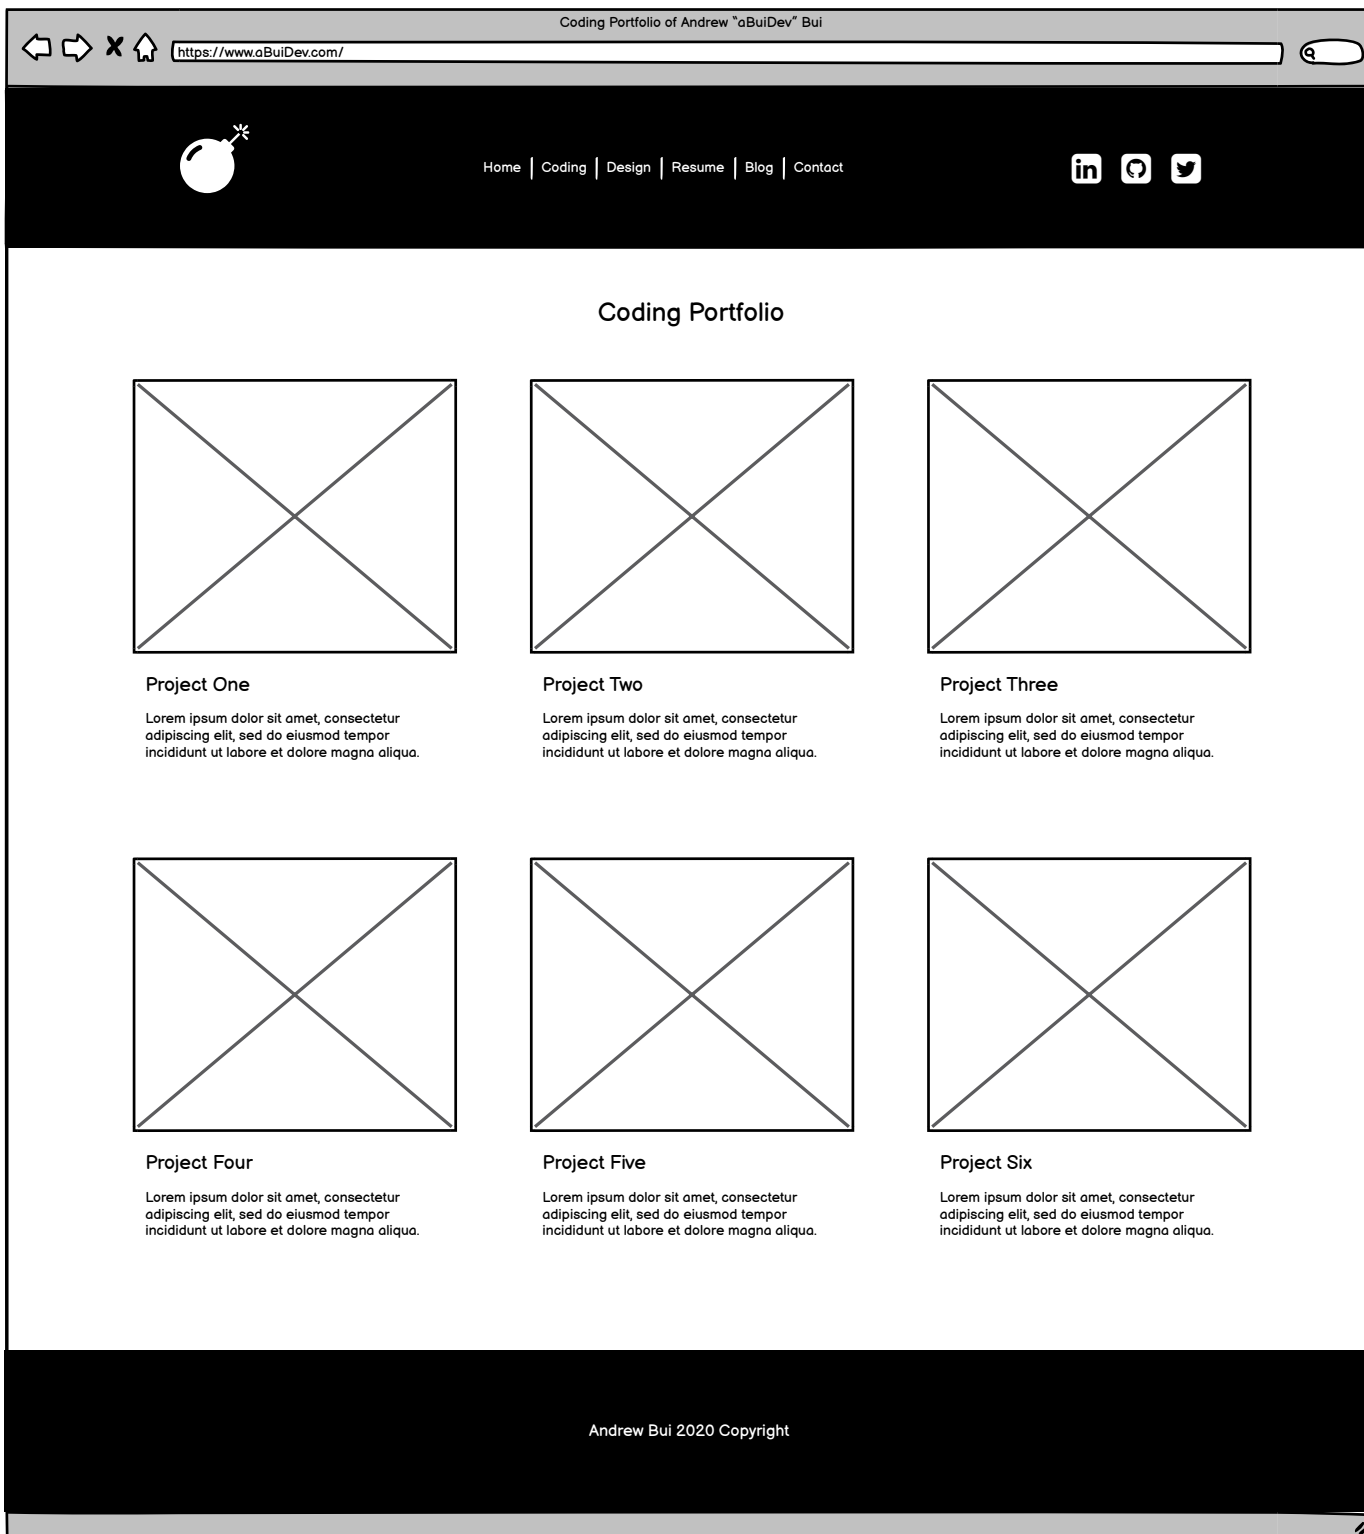 Coding Portfolio of Andrew “aBuiDev” Bui
https://www.aBuiDev.com/
Home | Coding | Design | Resume | Blog | Contact
in
Coding Portfolio
Project One
Lorem ipsum dolor sit amet, consectetur
adipiscing elit, sed do eiusmod tempor
incididunt ut labore et dolore magna aliqua.
Project Two
Lorem ipsum dolor sit amet, consectetur
adipiscing elit, sed do eiusmod tempor
incididunt ut labore et dolore magna aliqua.
Project Three
Lorem ipsum dolor sit amet, consectetur
adipiscing elit, sed do eiusmod tempor
incididunt ut labore et dolore magna aliqua.
Project Four
Lorem ipsum dolor sit amet, consectetur
adipiscing elit, sed do eiusmod tempor
incididunt ut labore et dolore magna aliqua.
Project Five
Lorem ipsum dolor sit amet, consectetur
adipiscing elit, sed do eiusmod tempor
incididunt ut labore et dolore magna aliqua.
Project Six
Lorem ipsum dolor sit amet, consectetur
adipiscing elit, sed do eiusmod tempor
incididunt ut labore et dolore magna aliqua.
Andrew Bui 2020 Copyright